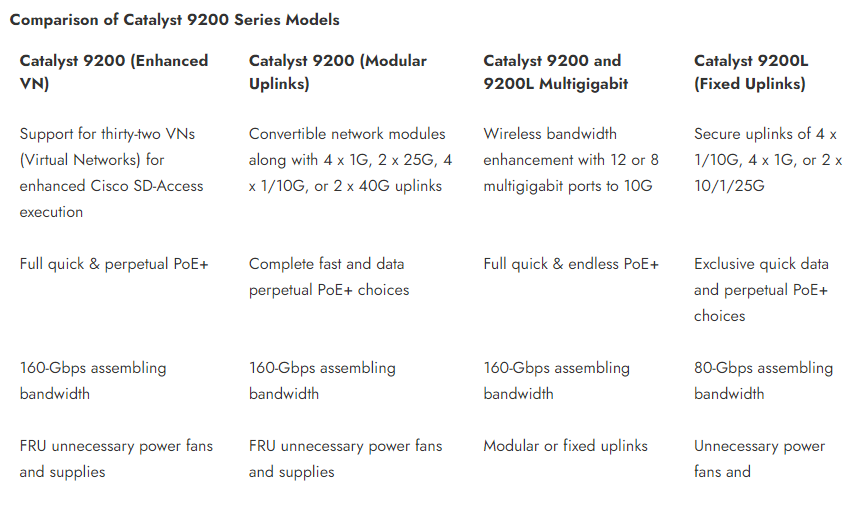 Comparison of Catalyst 9200 Series Models
Catalyst 9200 (Enhanced
VN)
Catalyst 9200 (Modular
Uplinks)
Catalyst 9200 and
9200L Multigigabit
Catalyst 9200L
(Fixed Uplinks)
Support for thirty-two VNs
(Virtual Networks) for
enhanced Cisco SD-Access
execution
Convertible network modules
along with 4 x 1G, 2 x 25G, 4
x 1/10G, or 2 x 40G uplinks
Wireless bandwidth
enhancement with 12 or 8
multigigabit ports to 10G
Secure uplinks of 4 x
1/10G, 4 x 1G, or 2 x
10/1/25G
Full quick & perpetual PoE+
Complete fast and data
perpetual PoE+ choices
Full quick & endless PoE+
Exclusive quick data
and perpetual PoE+
choices
160-Gbps assembling
bandwidth
160-Gbps assembling
bandwidth
160-Gbps assembling
bandwidth
80-Gbps assembling
bandwidth
FRU unnecessary power fans
and supplies
FRU unnecessary power fans
and supplies
Modular or fixed uplinks
Unnecessary power
fans and